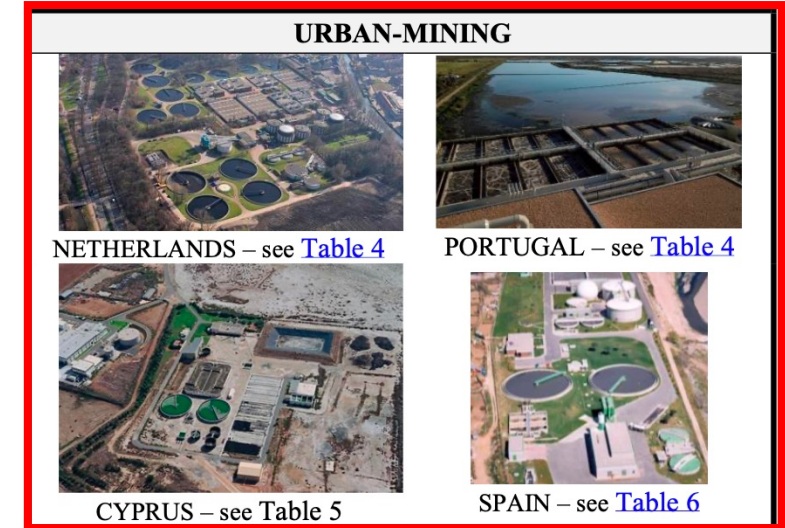 URBAN-MINING
NETHERLANDS – see Table 4
PORTUGAL – see Table 4
CYPRUS – see Table 5
SPAIN – see Table 6